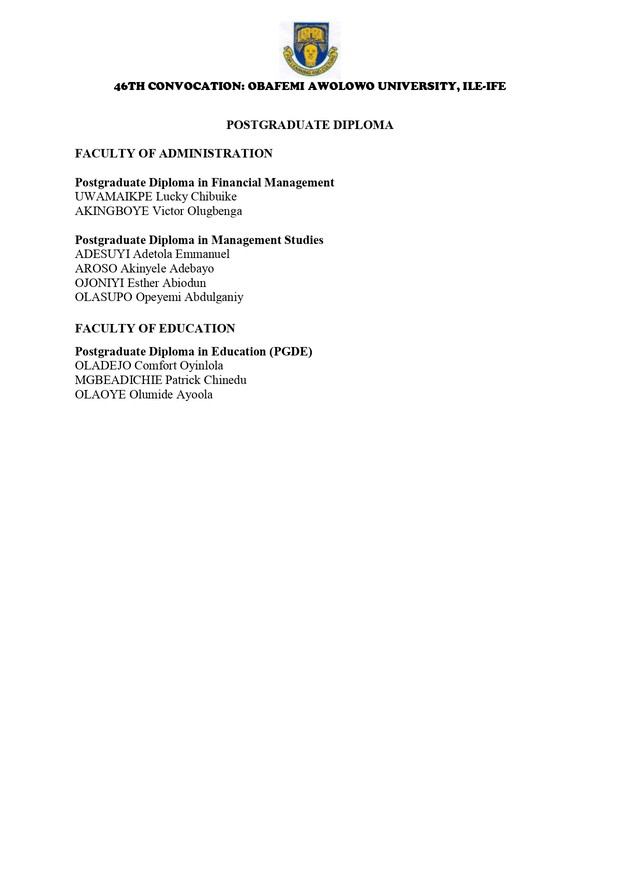 46TH CONVOCATION: OBAFEMI AWOLOWO UNIVERSITY, ILE-IFE
POSTGRADUATE DIPLOMA
FACULTY OF ADMINISTRATION
Postgraduate Diploma in Financial Management
UWAMAIKPE Lucky Chibuike
AKINGBOYE Victor Olugbenga
Postgraduate Diploma in Management Studies
ADESUYI Adetola Emmanuel
AROSO Akinyele Adebayo
OJONIYI Esther Abiodun
OLASUPO Opeyemi Abdulganiy
FACULTY OF EDUCATION
Postgraduate Diploma in Education (PGDE)
OLADEJO Comfort Oyinlola
MGBEADICHIE Patrick Chinedu
OLAOYE Olumide Ayoola